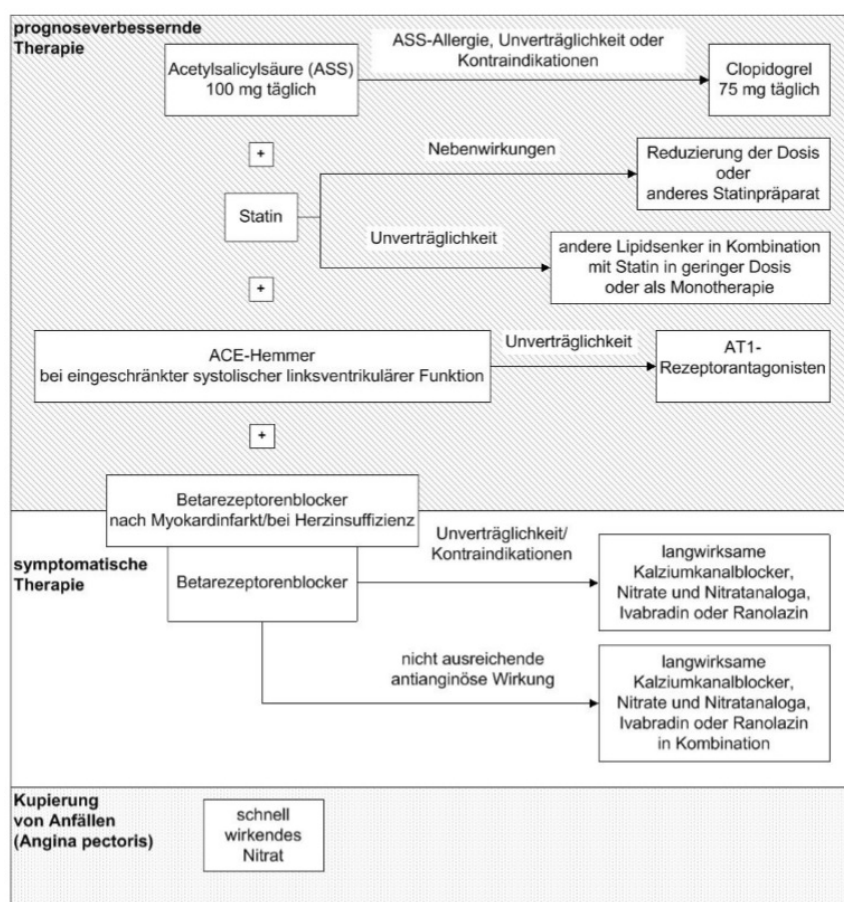 prognoseverbessernde
Therapie
Acetylsalicylsäure (ASS)
100 mg täglich
ASS-Allergie, Unverträglichkeit oder
Kontraindikationen
Clopidogrel
75 mg täglich
+
Statin
Nebenwirkungen
Reduzierung der Dosis
oder
anderes Statinpräparat
Unverträglichkeit
andere Lipidsenker in Kombination
mit Statin in geringer Dosis
oder als Monotherapie
+
ACE-Hemmer
bei eingeschränkter systolischer linksventrikulärer Funktion
Unverträglichkeit
AT1-
Rezeptorantagonisten
+
Betarezeptorenblocker
nach Myokardinfarkt/bei Herzinsuffizienz
symptomatische
Therapie
Betarezeptorenblocker
Unverträglichkeit/
Kontraindikationen
langwirksame
Kalziumkanalblocker,
Nitrate und Nitratanaloga,
Ivabradin oder Ranolazin
nicht ausreichende
antianginöse Wirkung
langwirksame
Kalziumkanalblocker,
Nitrate und Nitratanaloga,
Ivabradin oder Ranolazin
in Kombination
Kupierung
von Anfällen
(Angina pectoris)
schnell
wirkendes
Nitrat